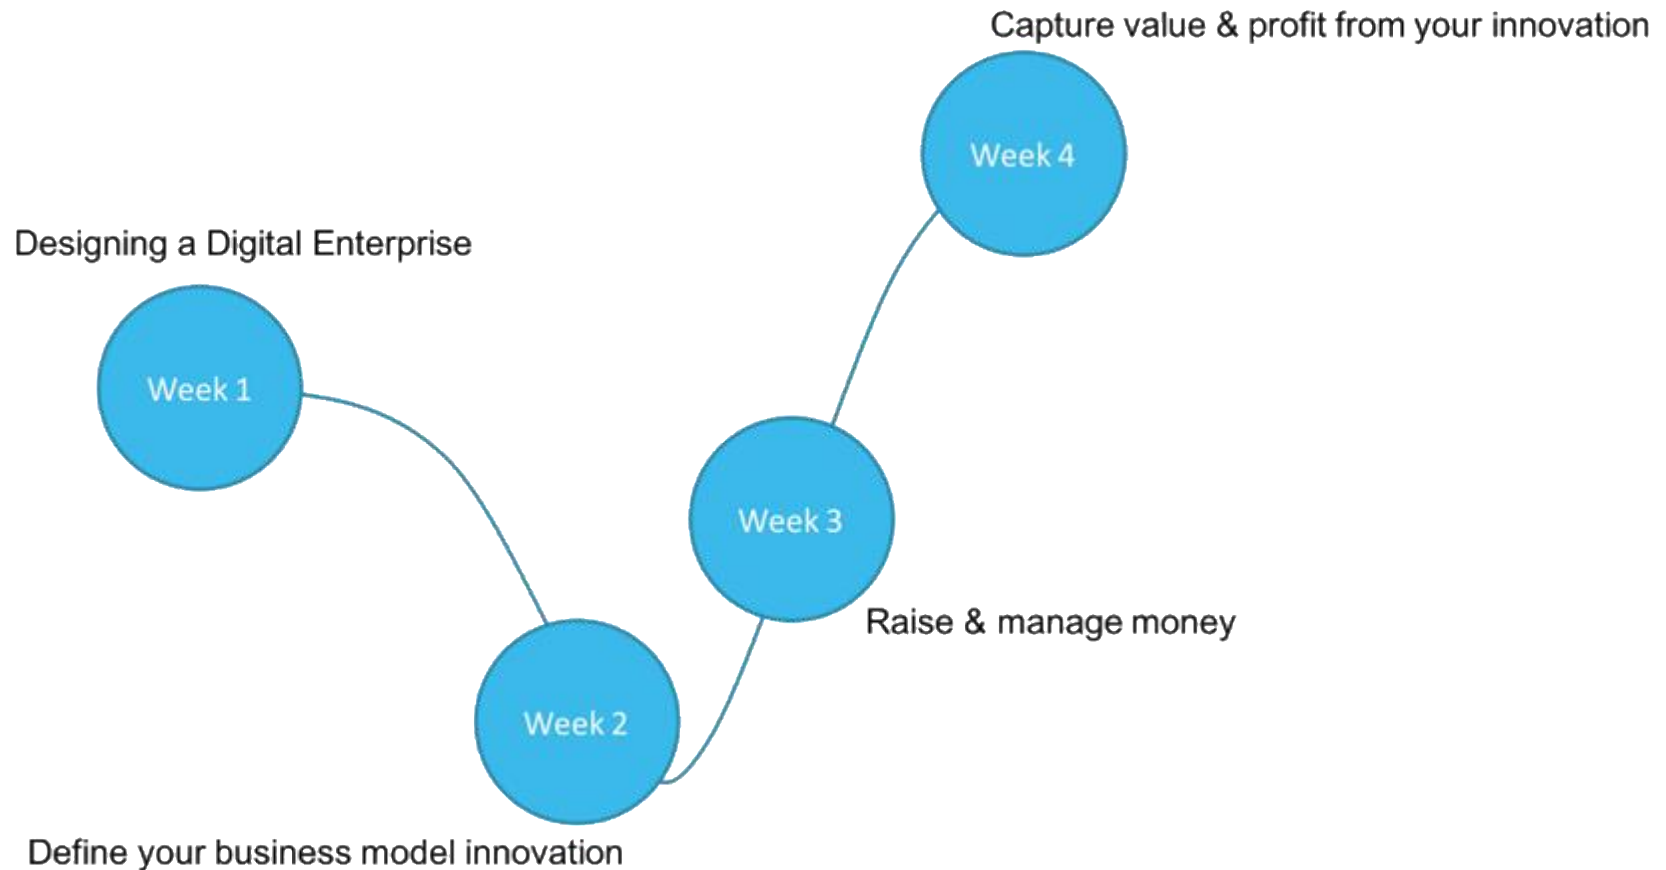 Capture value & profit from your innovation
Week 4
Designing a Digital Enterprise
Week 1
Week 3
Raise & manage money
Week 2
Define your business model innovation